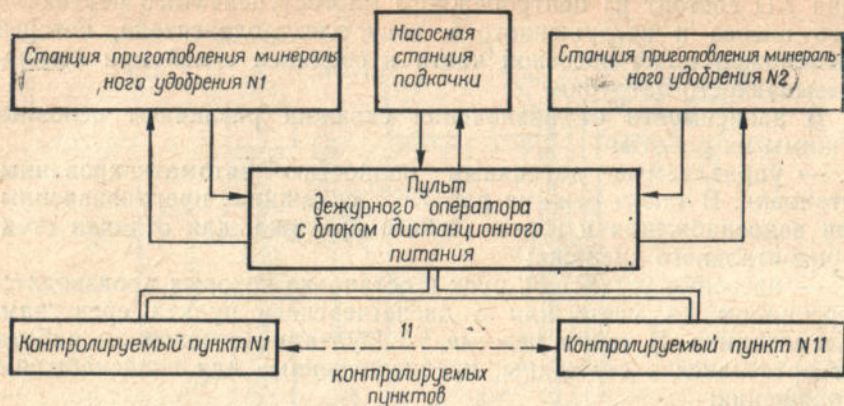 Станция приготовления минераль-
ного удобрения N1
Насосная
станция
подкачки
Станция приготовления минераль-
ного удобрения N2
Пульт
дежурного оператора
с блоком дистанционного
питания
Контролируемый пункт N1
11
контролируемых
пунктов
Контролируемый пункт N11